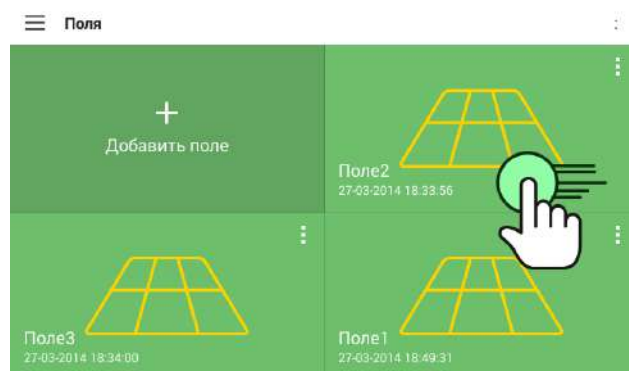 Поля
+
Добавить поле
Поле2
27-03-2014 18:33:56
Поле3
27-03-2014 18:34:00
Поле1
27-03-2014 18:49:31